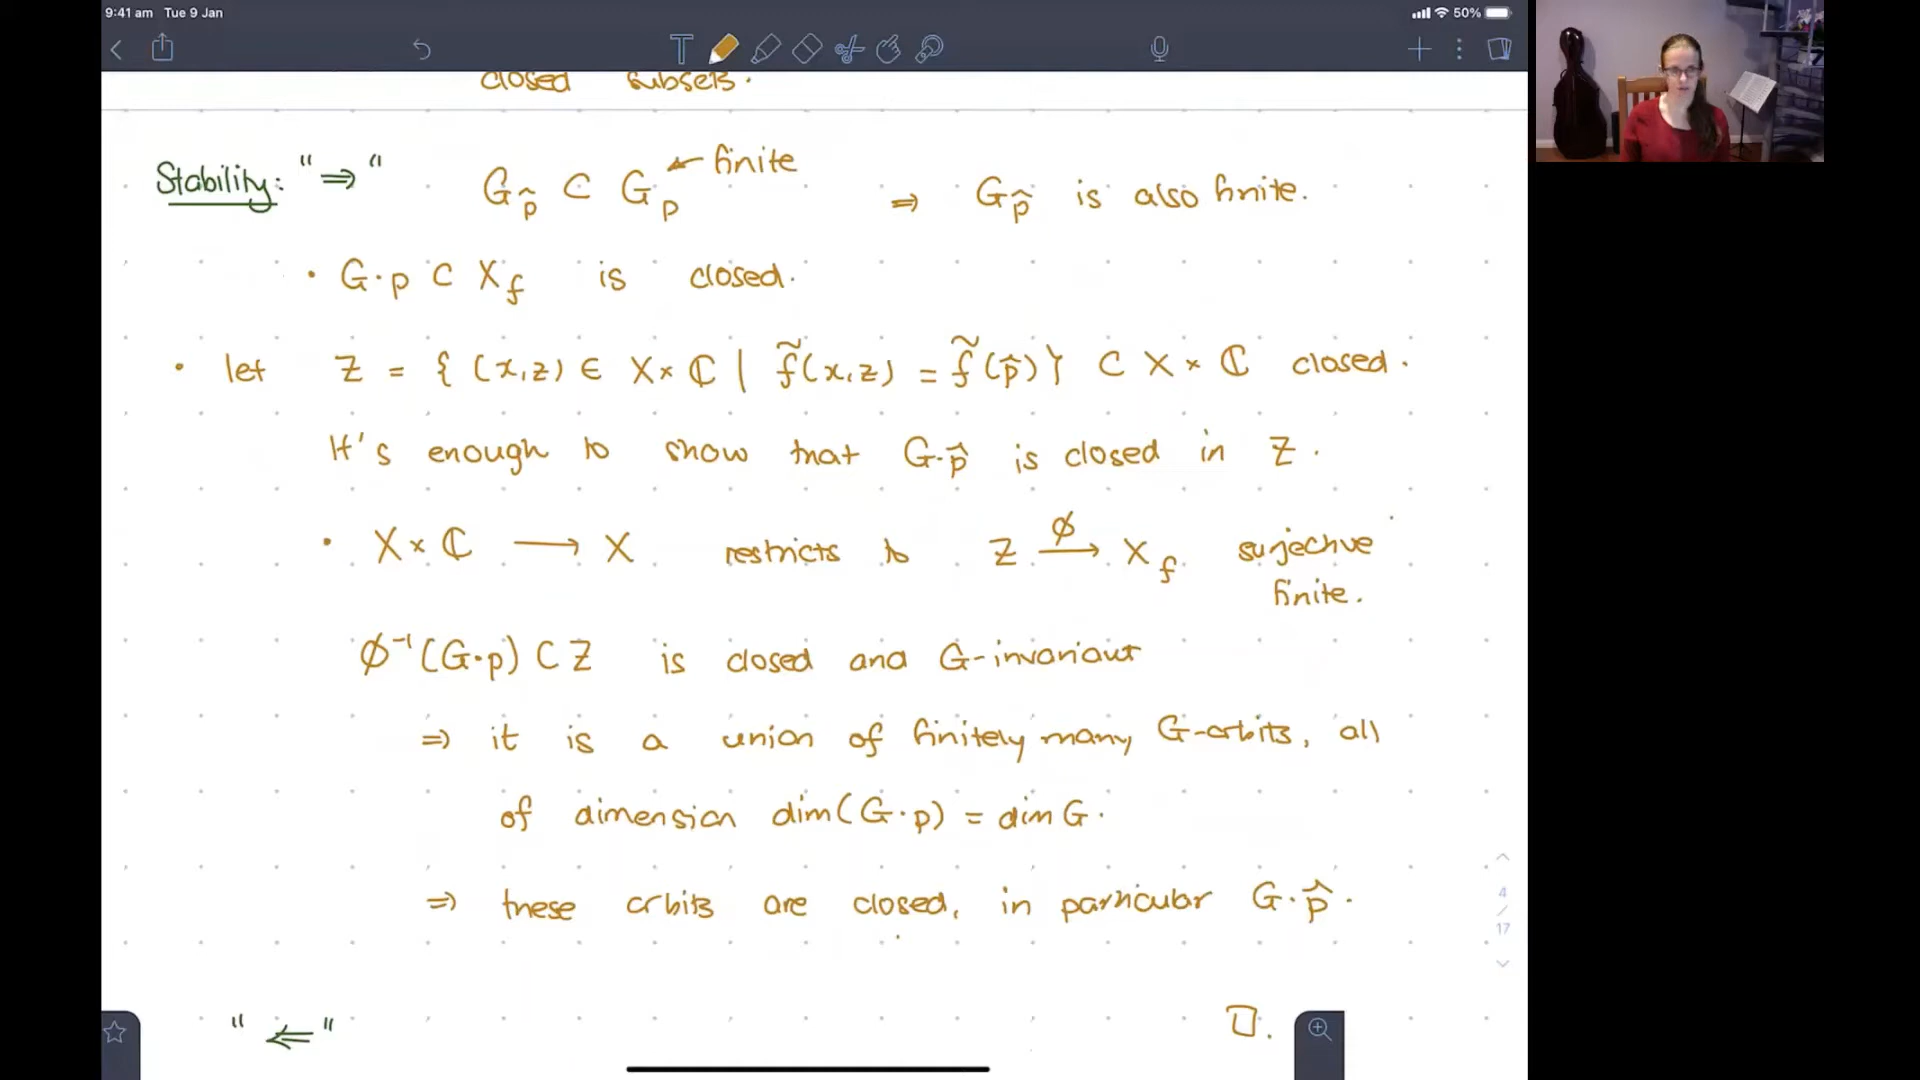 9:41 am Tue 9 Jan
50%
T
closed subsets.
Stability: "⇒" G_p̂ ⊂ G_p ← finite ⇒ G_p̂ is also finite.
· G·p ⊂ X_f is closed.
· let Z = { (x,z) ∈ X × ℂ | f̃(x,z) = f̃(p̂) } ⊂ X × ℂ closed.
It's enough to show that G·p̂ is closed in Z.
· X × ℂ → X restricts to Z →^ϕ X_f surjective
finite.
ϕ⁻¹(G·p) ⊂ Z is closed and G-invariant
⇒ it is a union of finitely many G-orbits, all
of dimension dim(G·p) = dim G.
⇒ these orbits are closed, in particular G·p̂.
4
/
17
"⇐" □.